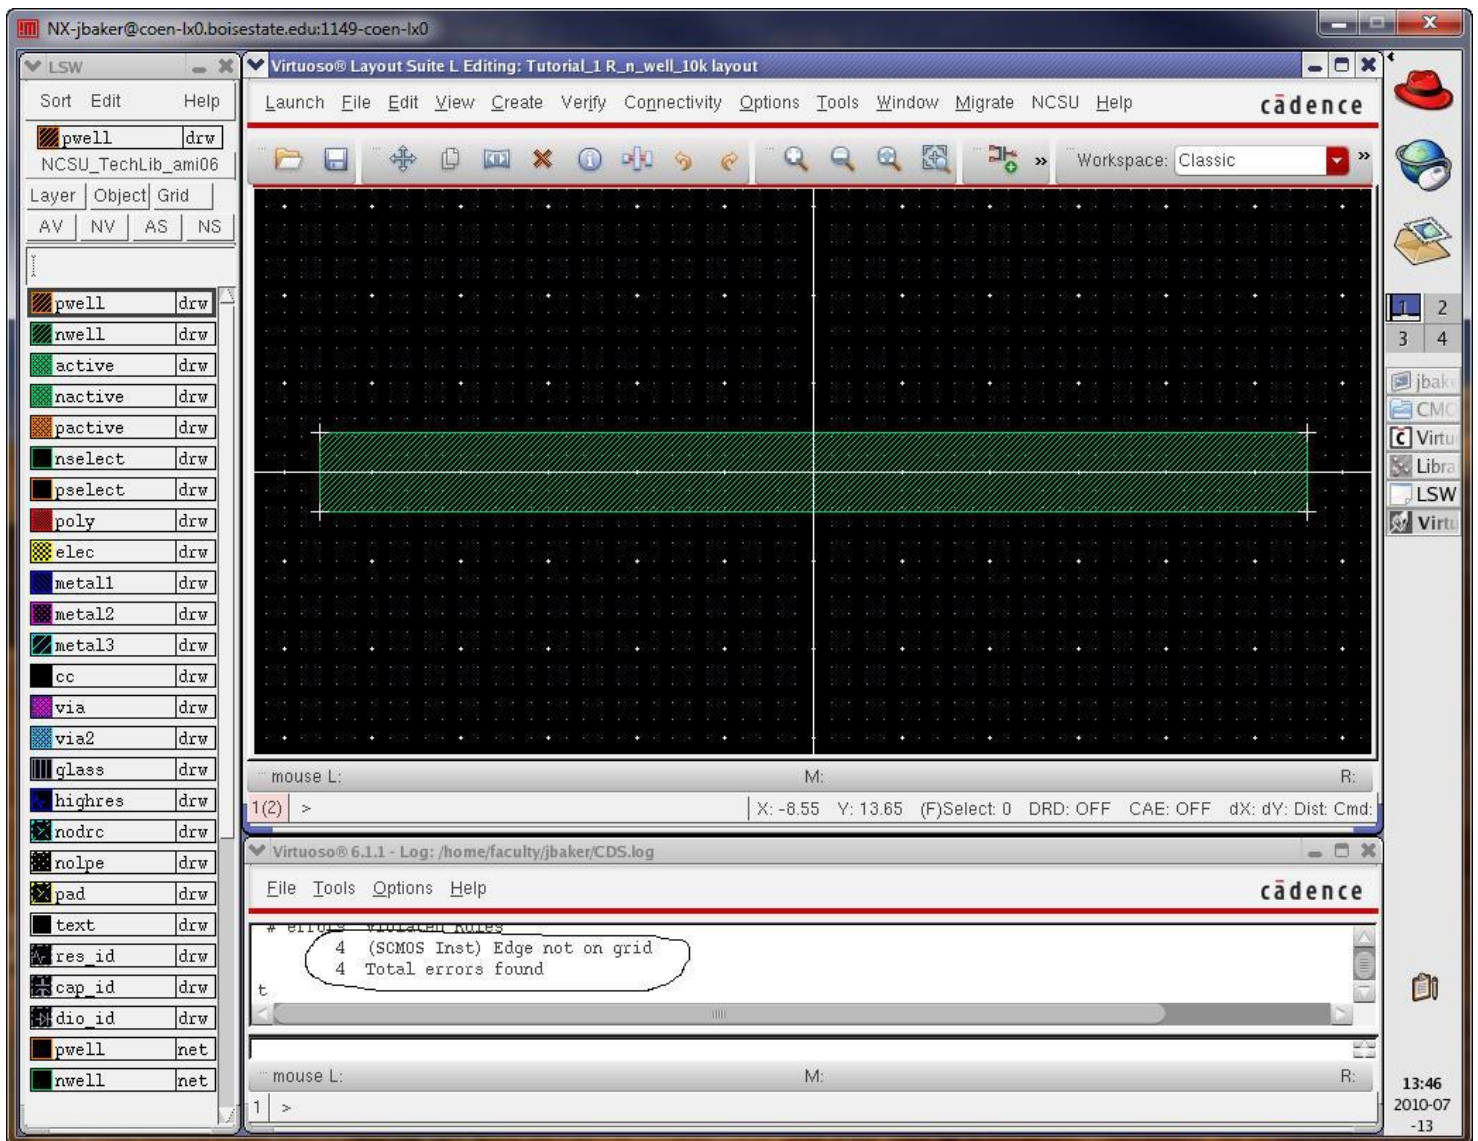 NX-jbaker@coen-lx0.boisestate.edu:1149-coen-lx0
LSW
Sort Edit Help
pwell drw
NCSU_TechLib_ami06
Layer Object Grid
AV NV AS NS
pwell drw
nwell drw
active drw
nactive drw
pactive drw
nselect drw
pselect drw
poly drw
elec drw
metal1 drw
metal2 drw
metal3 drw
cc drw
via drw
via2 drw
glass drw
highres drw
nodrc drw
nolpe drw
pad drw
text drw
res_id drw
cap_id drw
dio_id drw
pwell net
nwell net
Virtuoso® Layout Suite L Editing: Tutorial_1 R_n_well_10k layout
Launch File Edit View Create Verify Connectivity Options Tools Window Migrate NCSU Help
cādence
» Workspace: Classic »
mouse L: M: R:
1(2) > X: -8.55 Y: 13.65 (F)Select: 0 DRD: OFF CAE: OFF dX: dY: Dist: Cmd:
Virtuoso® 6.1.1 - Log: /home/faculty/jbaker/CDS.log
File Tools Options Help
cādence
# errors Violated Rules
4 (SCMOS Inst) Edge not on grid
4 Total errors found
t
mouse L: M: R:
1 >
1 2
3 4
jbak
CMO
Virtu
Libra
LSW
Virtu
13:46
2010-07
-13